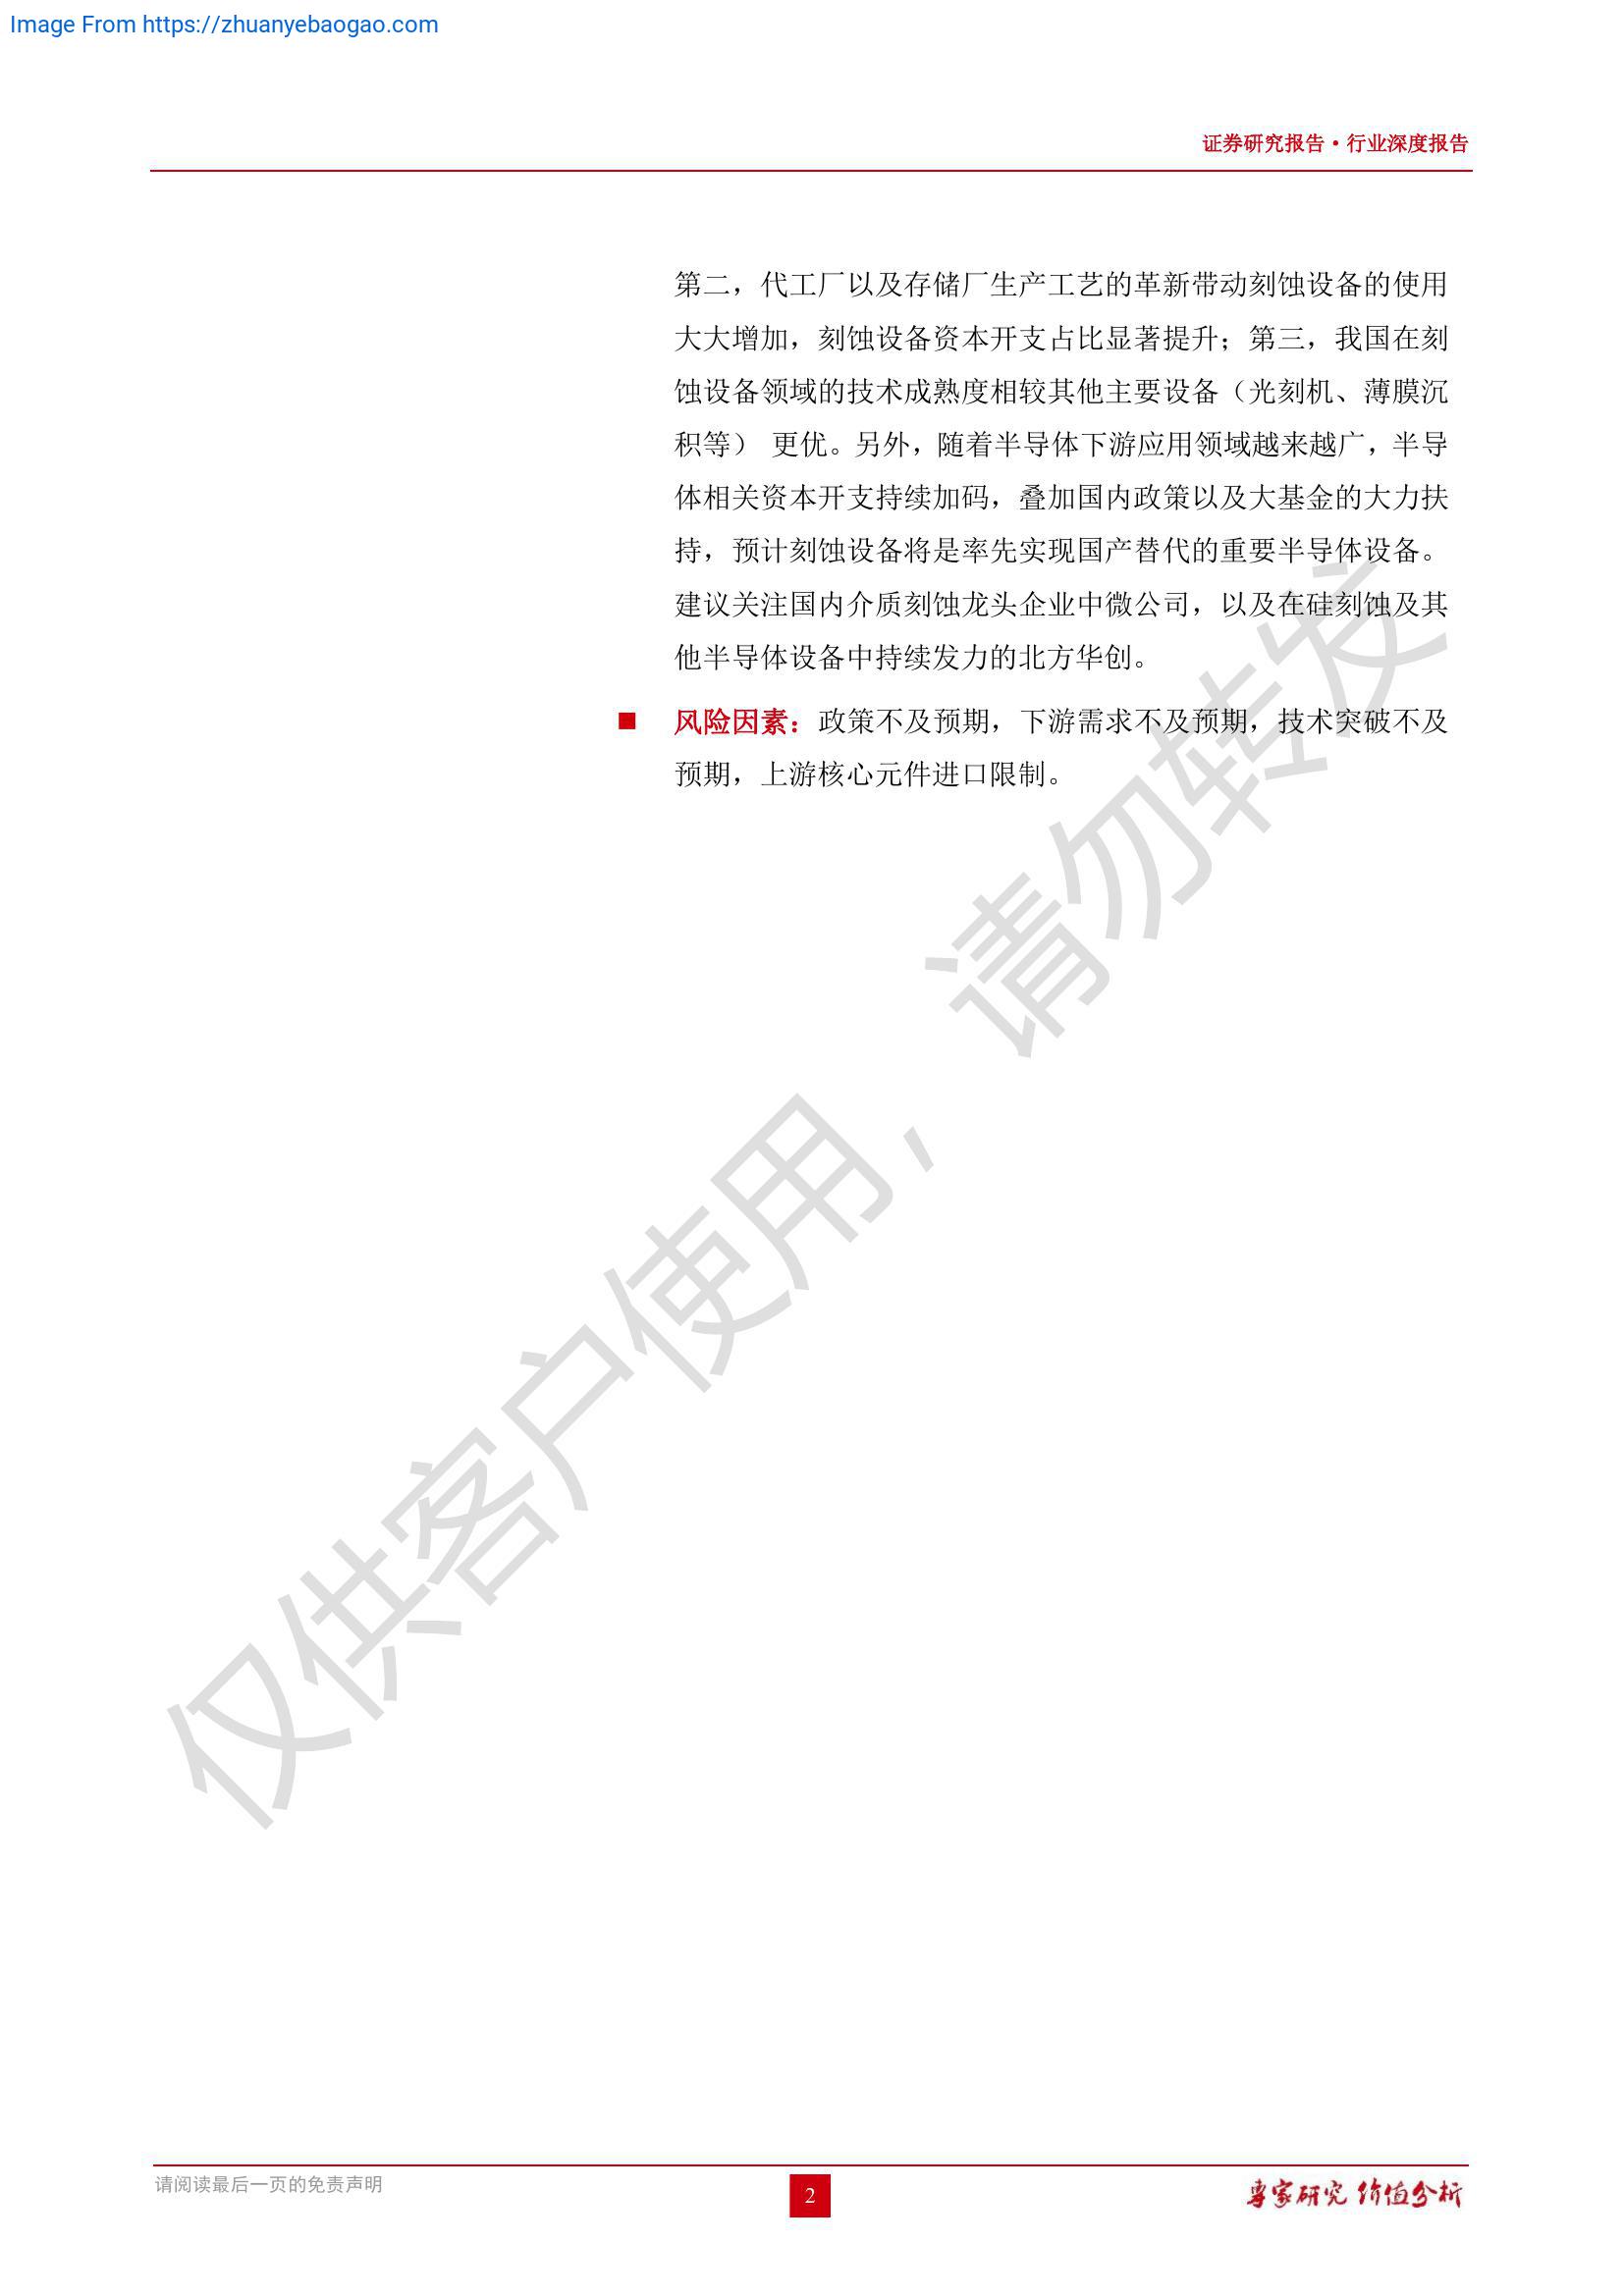 Image From https://zhuanyebaogao.com
证券研究报告·行业深度报告
第二，代工厂以及存储厂生产工艺的革新带动刻蚀设备的使用
大大增加，刻蚀设备资本开支占比显著提升；第三，我国在刻
蚀设备领域的技术成熟度相较其他主要设备（光刻机、薄膜沉
积等） 更优。另外，随着半导体下游应用领域越来越广，半导
体相关资本开支持续加码，叠加国内政策以及大基金的大力扶
持，预计刻蚀设备将是率先实现国产替代的重要半导体设备。
建议关注国内介质刻蚀龙头企业中微公司，以及在硅刻蚀及其
他半导体设备中持续发力的北方华创。
■ 风险因素：政策不及预期，下游需求不及预期，技术突破不及
预期，上游核心元件进口限制。
仅供客户使用，请勿转发
请阅读最后一页的免责声明
2
专家研究 价值分析